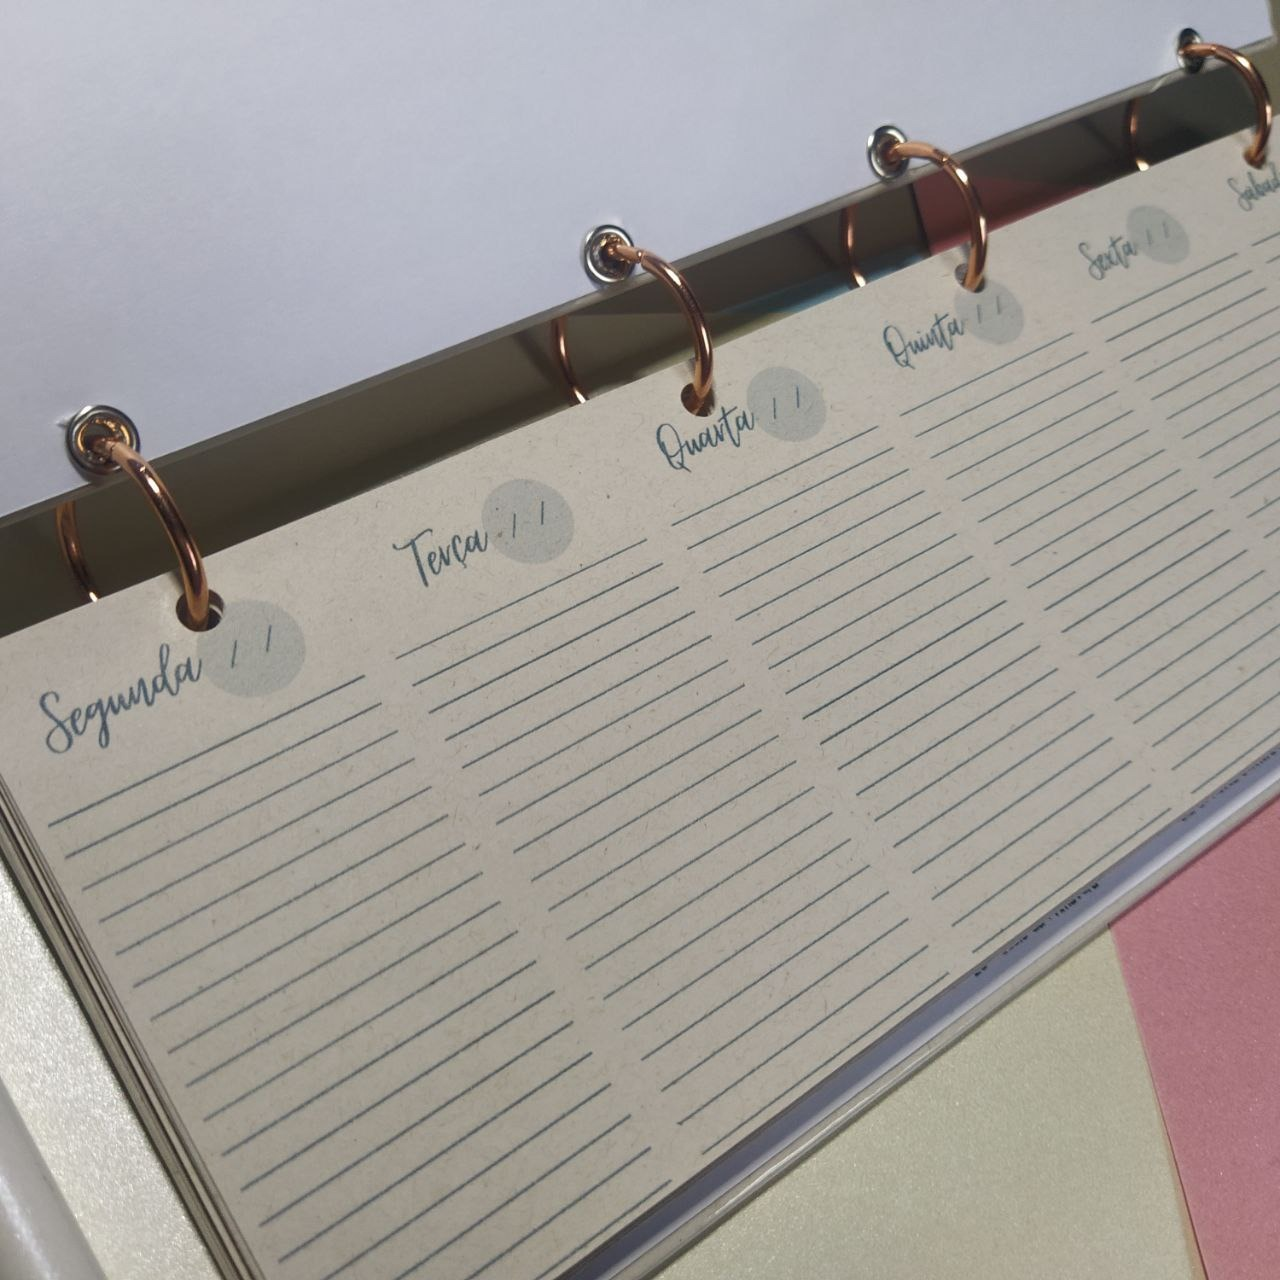 Segunda / /
Terça / /
Quarta / /
Quinta / /
Sexta / /